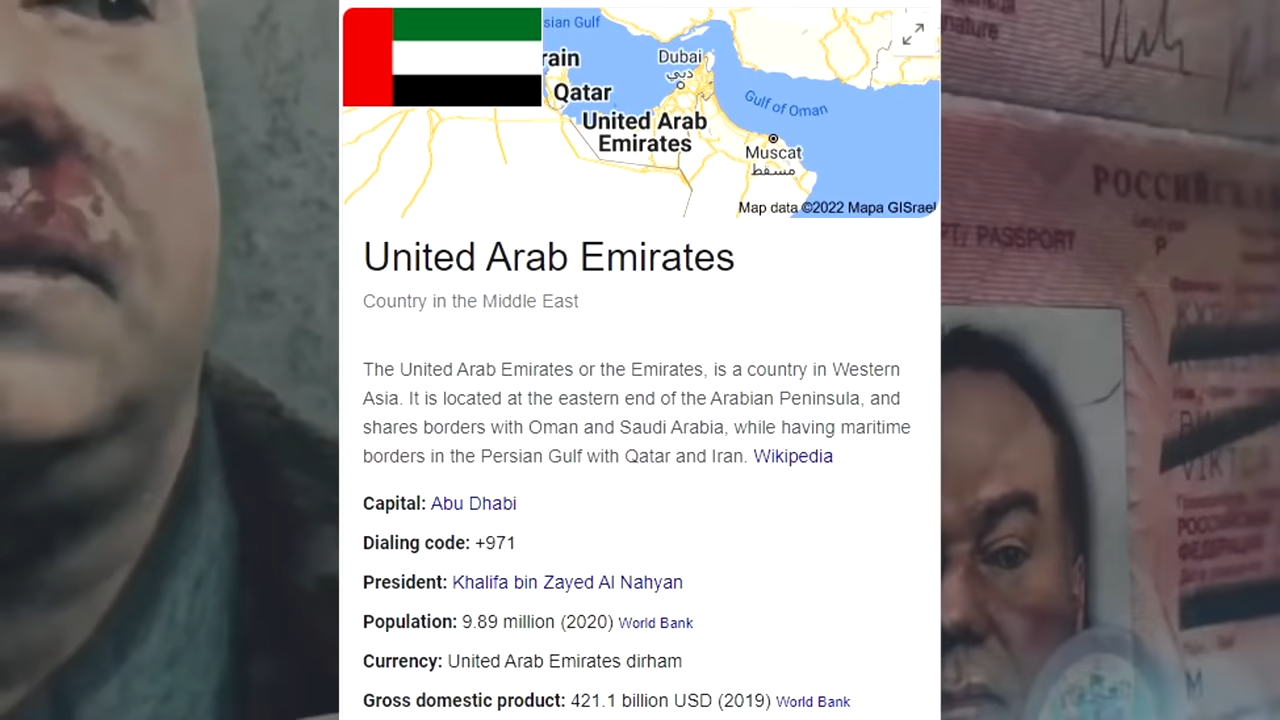 sian Gulf
rain
Dubai
دبي
Qatar
Gulf of Oman
United Arab
Emirates
Muscat
مسقط
Map data ©2022 Mapa GISrael
United Arab Emirates
Country in the Middle East
The United Arab Emirates or the Emirates, is a country in Western
Asia. It is located at the eastern end of the Arabian Peninsula, and
shares borders with Oman and Saudi Arabia, while having maritime
borders in the Persian Gulf with Qatar and Iran. Wikipedia
Capital: Abu Dhabi
Dialing code: +971
President: Khalifa bin Zayed Al Nahyan
Population: 9.89 million (2020) World Bank
Currency: United Arab Emirates dirham
Gross domestic product: 421.1 billion USD (2019) World Bank
nature
РОССИЙСКА
PASSPORT
P
VIKT
РОССИЙСКАЯ
ФЕДЕРАЦИЯ
M